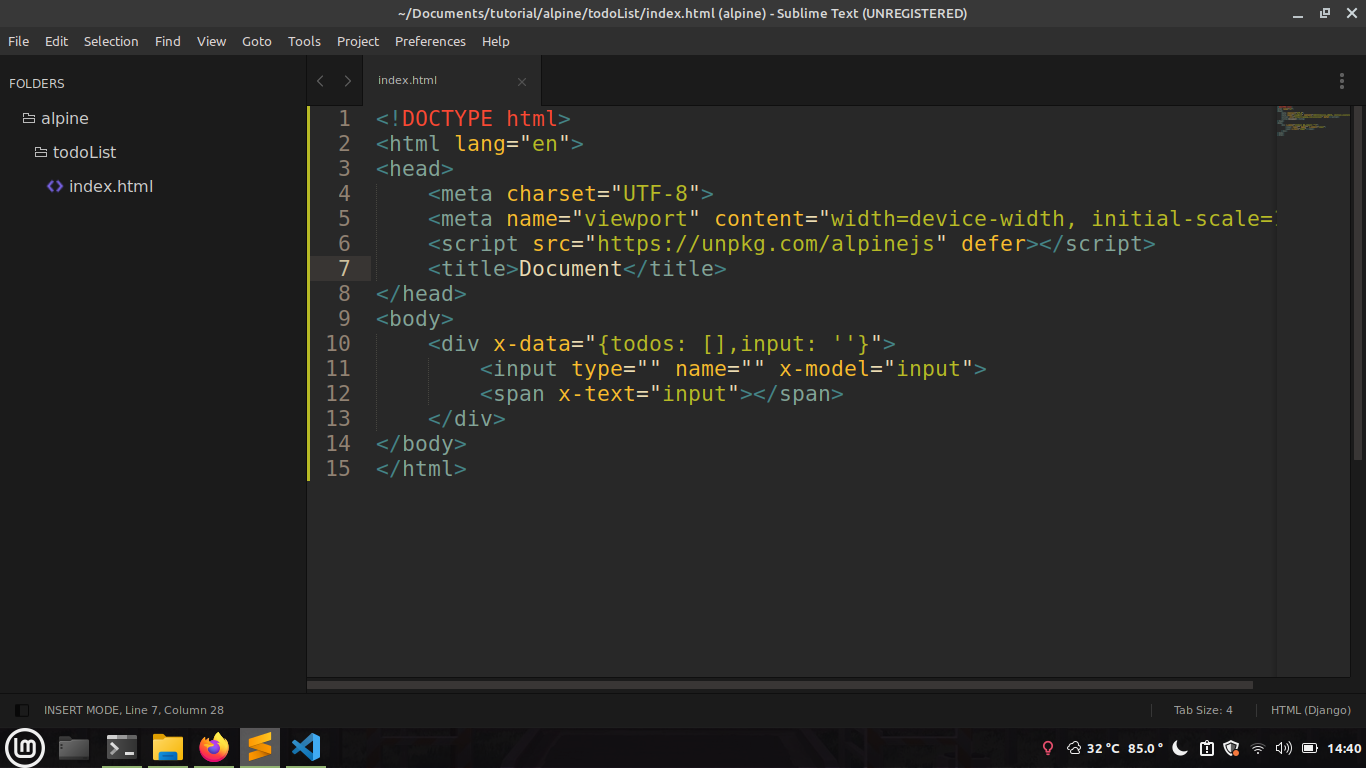 ~/Documents/tutorial/alpine/todoList/index.html (alpine) - Sublime Text (UNREGISTERED)
File Edit Selection Find View Goto Tools Project Preferences Help
FOLDERS
alpine
todoList
index.html
index.html
1 <!DOCTYPE html>
2 <html lang="en">
3 <head>
4     <meta charset="UTF-8">
5     <meta name="viewport" content="width=device-width, initial-scale=
6     <script src="https://unpkg.com/alpinejs" defer></script>
7     <title>Document</title>
8 </head>
9 <body>
10     <div x-data="{todos: [],input: ''}">
11         <input type="" name="" x-model="input">
12         <span x-text="input"></span>
13     </div>
14 </body>
15 </html>
INSERT MODE, Line 7, Column 28
Tab Size: 4
HTML (Django)
32 °C 85.0 ° 14:40